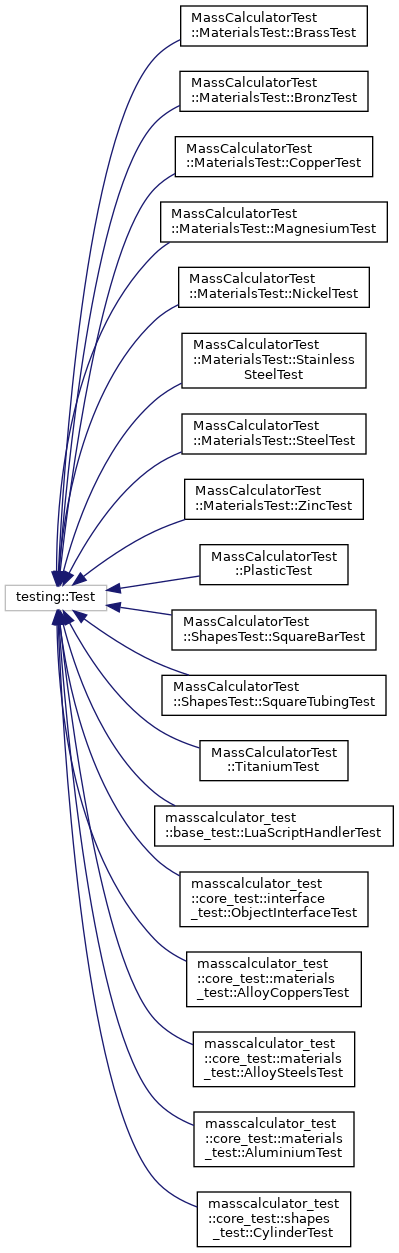 MassCalculatorTest
::MaterialsTest::BrassTest
MassCalculatorTest
::MaterialsTest::BronzTest
MassCalculatorTest
::MaterialsTest::CopperTest
MassCalculatorTest
::MaterialsTest::MagnesiumTest
MassCalculatorTest
::MaterialsTest::NickelTest
MassCalculatorTest
::MaterialsTest::Stainless
SteelTest
MassCalculatorTest
::MaterialsTest::SteelTest
MassCalculatorTest
::MaterialsTest::ZincTest
testing::Test
MassCalculatorTest
::PlasticTest
MassCalculatorTest
::ShapesTest::SquareBarTest
MassCalculatorTest
::ShapesTest::SquareTubingTest
MassCalculatorTest
::TitaniumTest
masscalculator_test
::base_test::LuaScriptHandlerTest
masscalculator_test
::core_test::interface
_test::ObjectInterfaceTest
masscalculator_test
::core_test::materials
_test::AlloyCoppersTest
masscalculator_test
::core_test::materials
_test::AlloySteelsTest
masscalculator_test
::core_test::materials
_test::AluminiumTest
masscalculator_test
::core_test::shapes
_test::CylinderTest